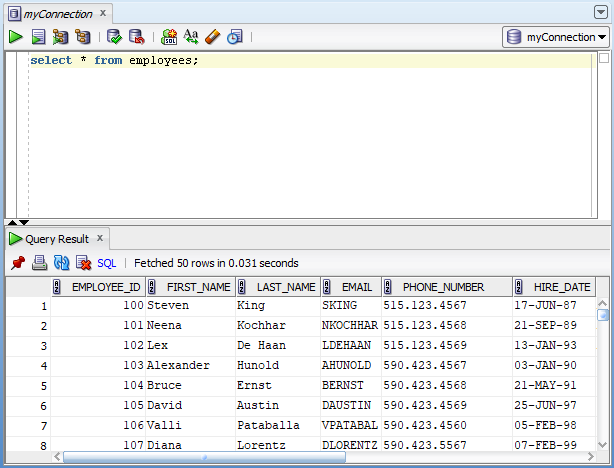 myConnection x
SQL Aa
myConnection
select * from employees;
Query Result x
SQL | Fetched 50 rows in 0.031 seconds
EMPLOYEE_ID FIRST_NAME LAST_NAME EMAIL PHONE_NUMBER HIRE_DATE
1 100 Steven King SKING 515.123.4567 17-JUN-87
2 101 Neena Kochhar NKOCHHAR 515.123.4568 21-SEP-89
3 102 Lex De Haan LDEHAAN 515.123.4569 13-JAN-93
4 103 Alexander Hunold AHUNOLD 590.423.4567 03-JAN-90
5 104 Bruce Ernst BERNST 590.423.4568 21-MAY-91
6 105 David Austin DAUSTIN 590.423.4569 25-JUN-97
7 106 Valli Pataballa VPATABAL 590.423.4560 05-FEB-98
8 107 Diana Lorentz DLORENTZ 590.423.5567 07-FEB-99